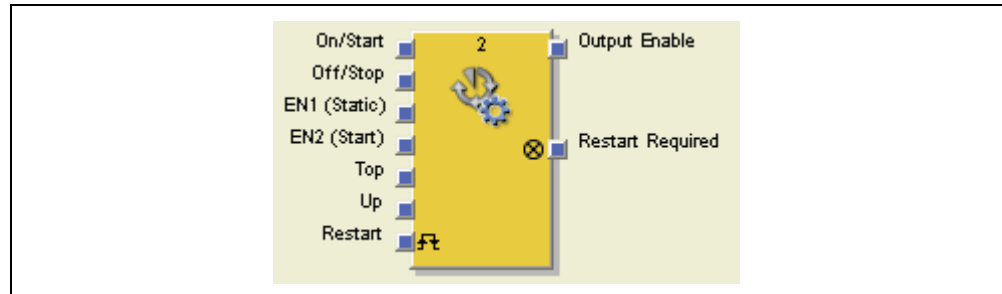 On/Start
Off/Stop
EN1 (Static)
EN2 (Start)
Top
Up
Restart
2
Output Enable
Restart Required